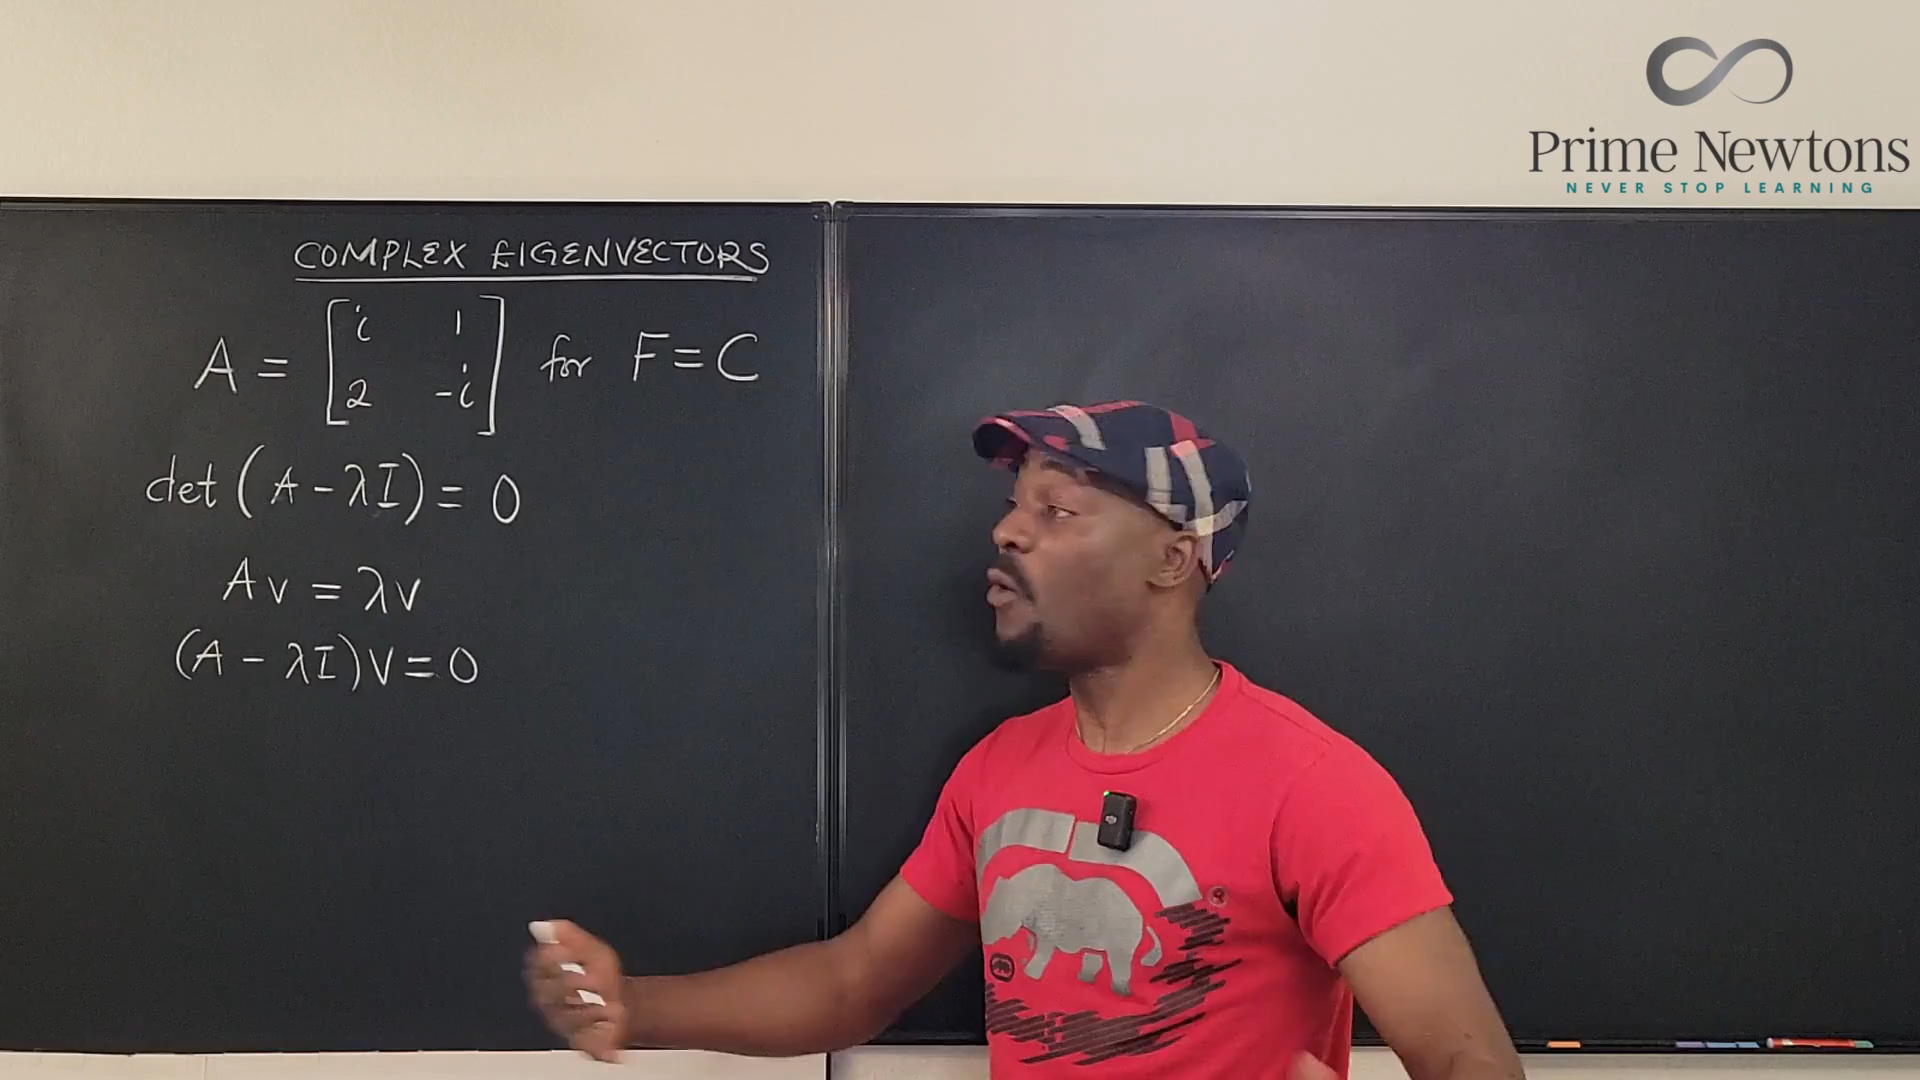 Prime Newtons
NEVER STOP LEARNING
COMPLEX EIGENVECTORS
A = [i 1
2 -i] for F = C
det (A - λI) = 0
Av = λv
(A - λI)v = 0